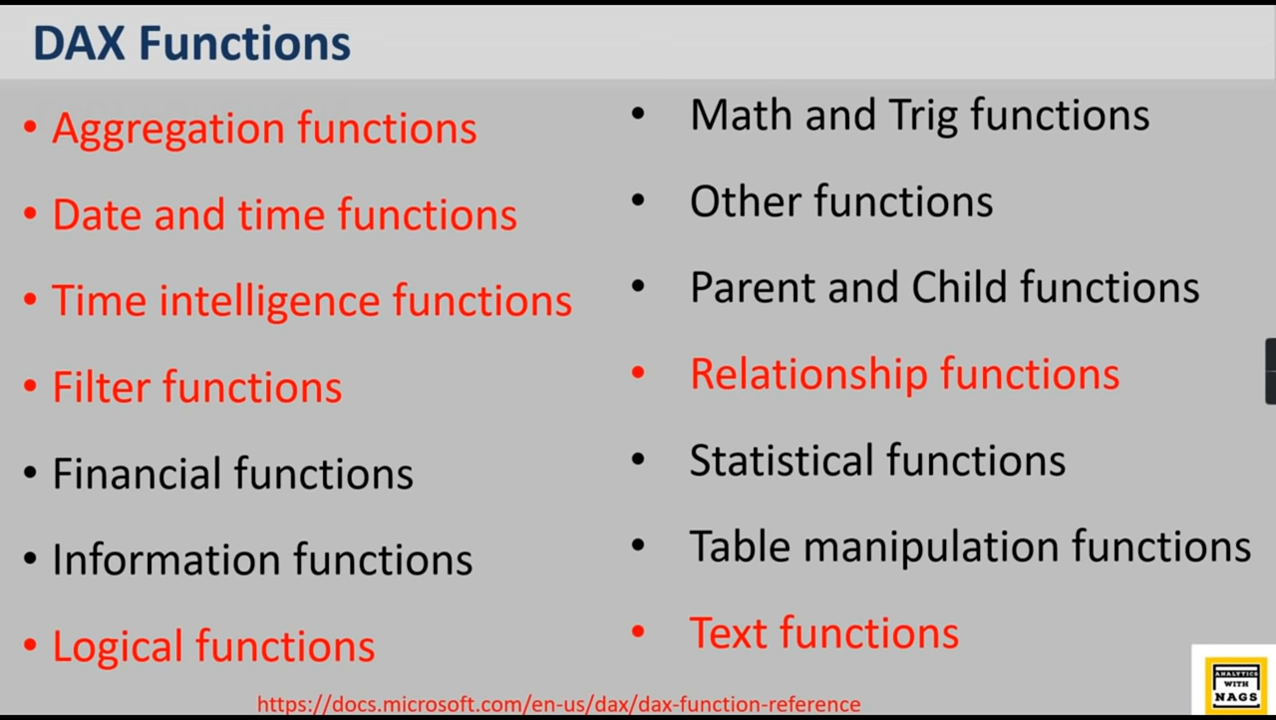 DAX Functions
• Aggregation functions
• Date and time functions
• Time intelligence functions
• Filter functions
• Financial functions
• Information functions
• Logical functions
• Math and Trig functions
• Other functions
• Parent and Child functions
• Relationship functions
• Statistical functions
• Table manipulation functions
• Text functions
https://docs.microsoft.com/en-us/dax/dax-function-reference
ANALYTICS
WITH
NAGS